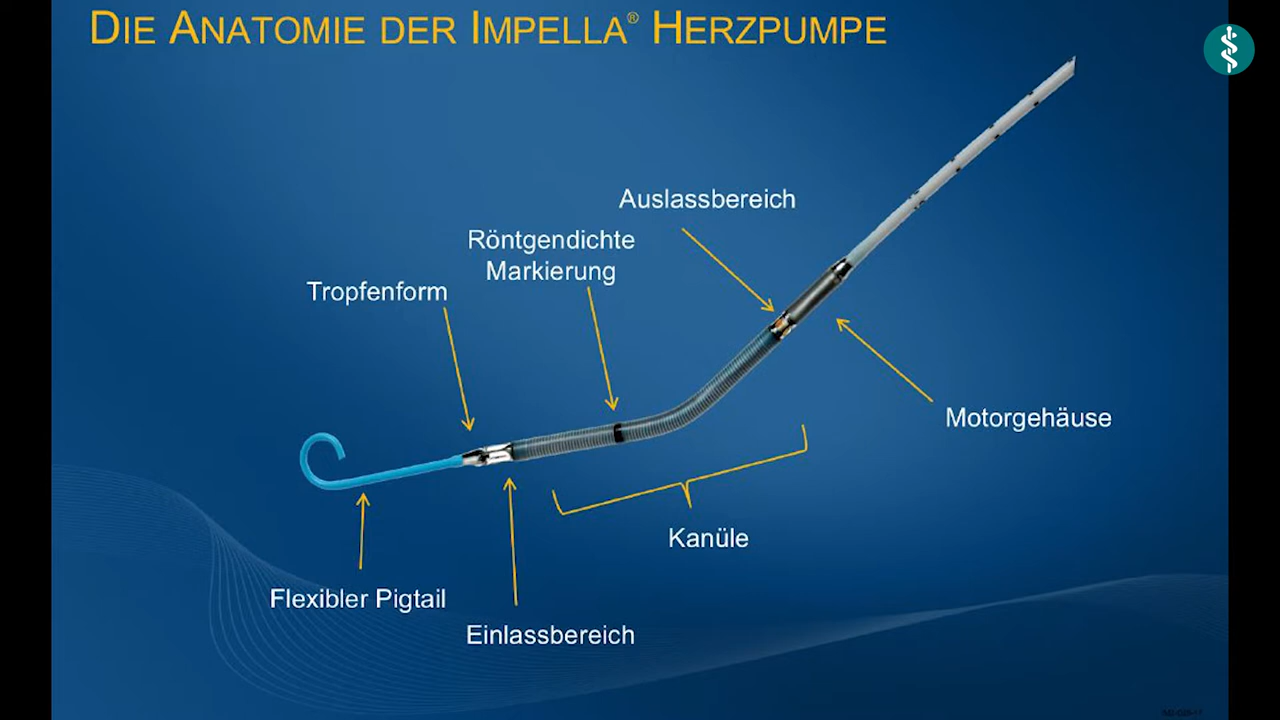 DIE ANATOMIE DER IMPELLA® HERZPUMPE
Auslassbereich
Röntgendichte
Markierung
Tropfenform
Motorgehäuse
Kanüle
Flexibler Pigtail
Einlassbereich